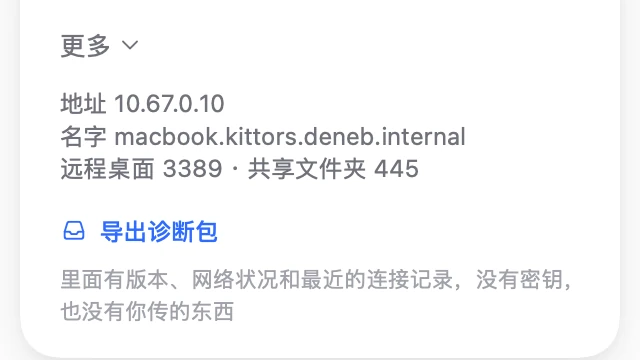 更多
地址 10.67.0.10
名字 macbook.kittors.deneb.internal
远程桌面 3389 · 共享文件夹 445
导出诊断包
里面有版本、网络状况和最近的连接记录，没有密钥，
也没有你传的东西